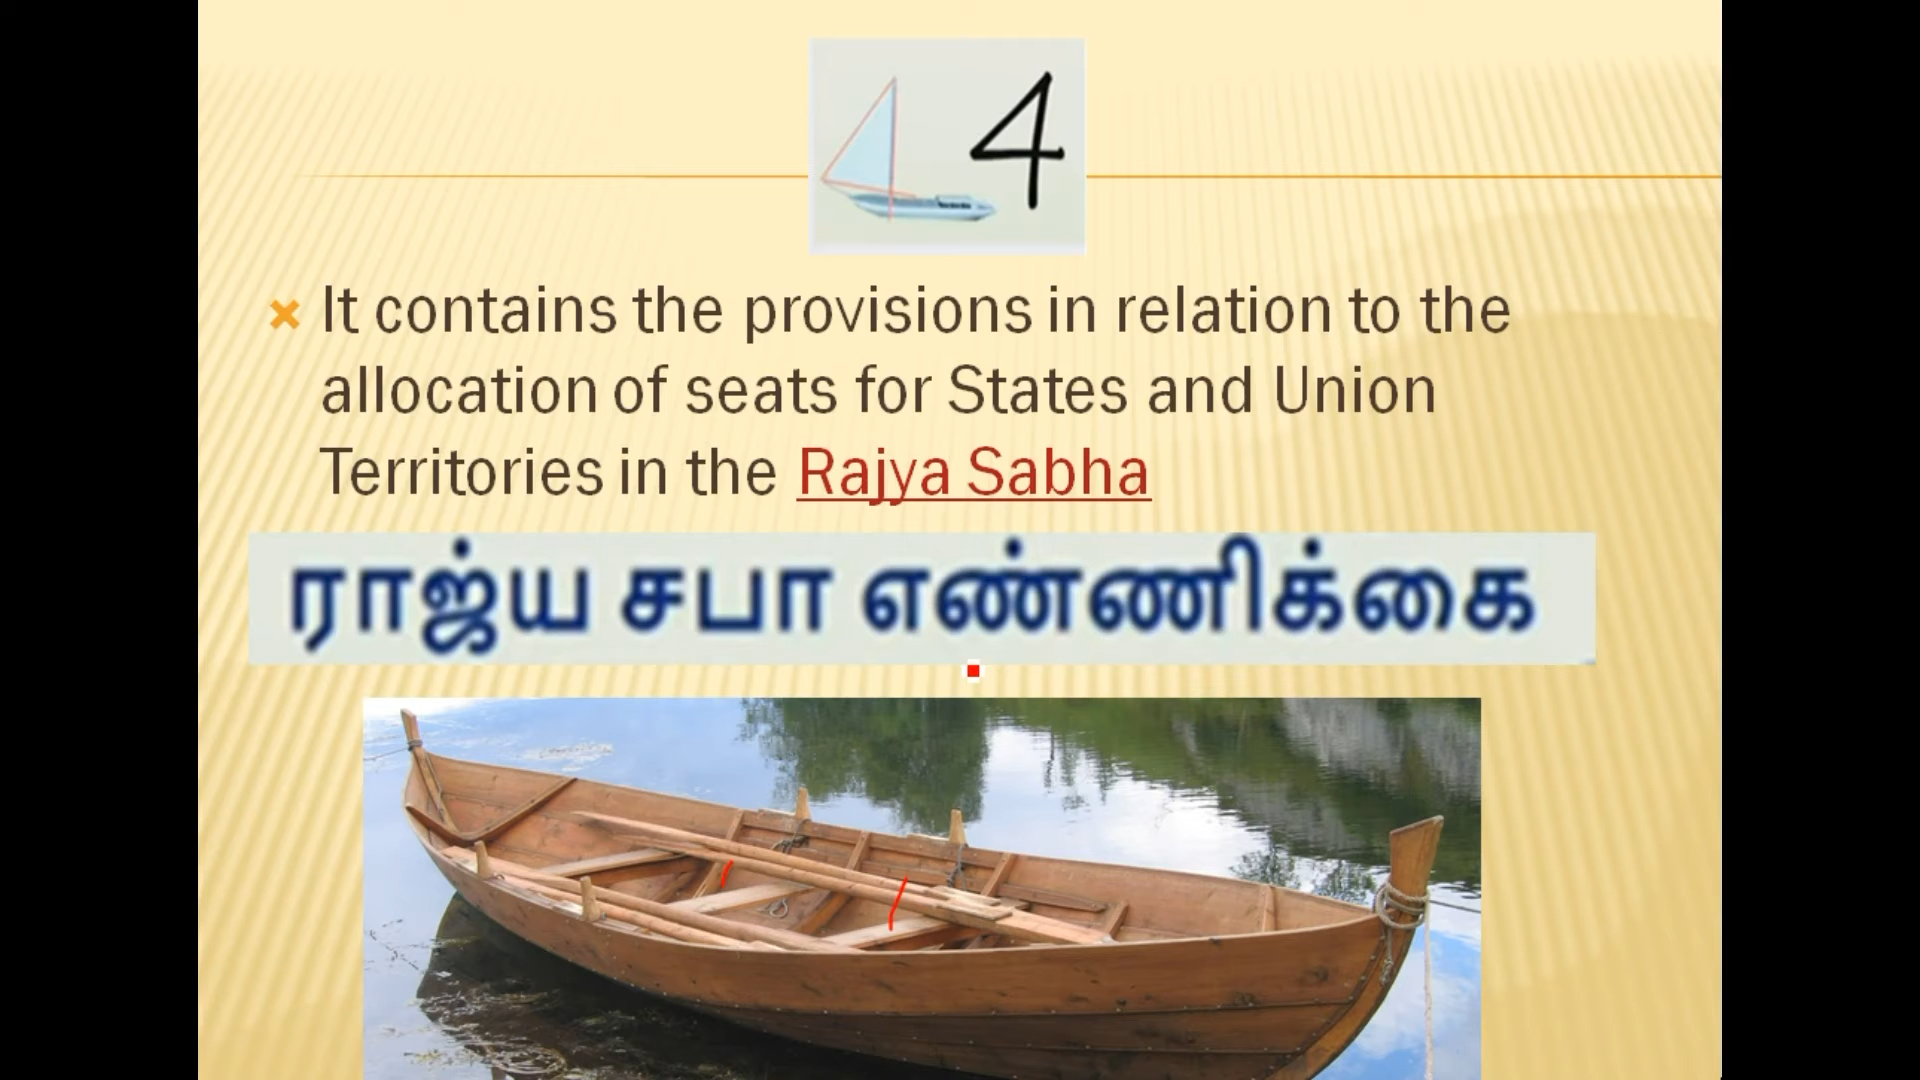 4
It contains the provisions in relation to the
allocation of seats for States and Union
Territories in the Rajya Sabha
ராஜ்ய சபா எண்ணிக்கை